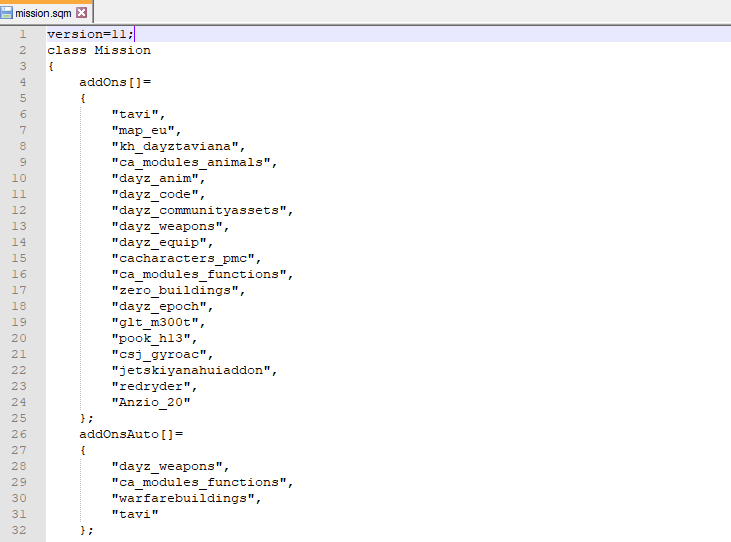 mission.sqm
1 version=11;
2 class Mission
3 {
4 addOns[]=
5 {
6 "tavi",
7 "map_eu",
8 "kh_dayztaviana",
9 "ca_modules_animals",
10 "dayz_anim",
11 "dayz_code",
12 "dayz_communityassets",
13 "dayz_weapons",
14 "dayz_equip",
15 "cacharacters_pmc",
16 "ca_modules_functions",
17 "zero_buildings",
18 "dayz_epoch",
19 "glt_m300t",
20 "pook_h13",
21 "csj_gyroac",
22 "jetskiyanahuiaddon",
23 "redryder",
24 "Anzio_20"
25 };
26 addOnsAuto[]=
27 {
28 "dayz_weapons",
29 "ca_modules_functions",
30 "warfarebuildings",
31 "tavi"
32 };